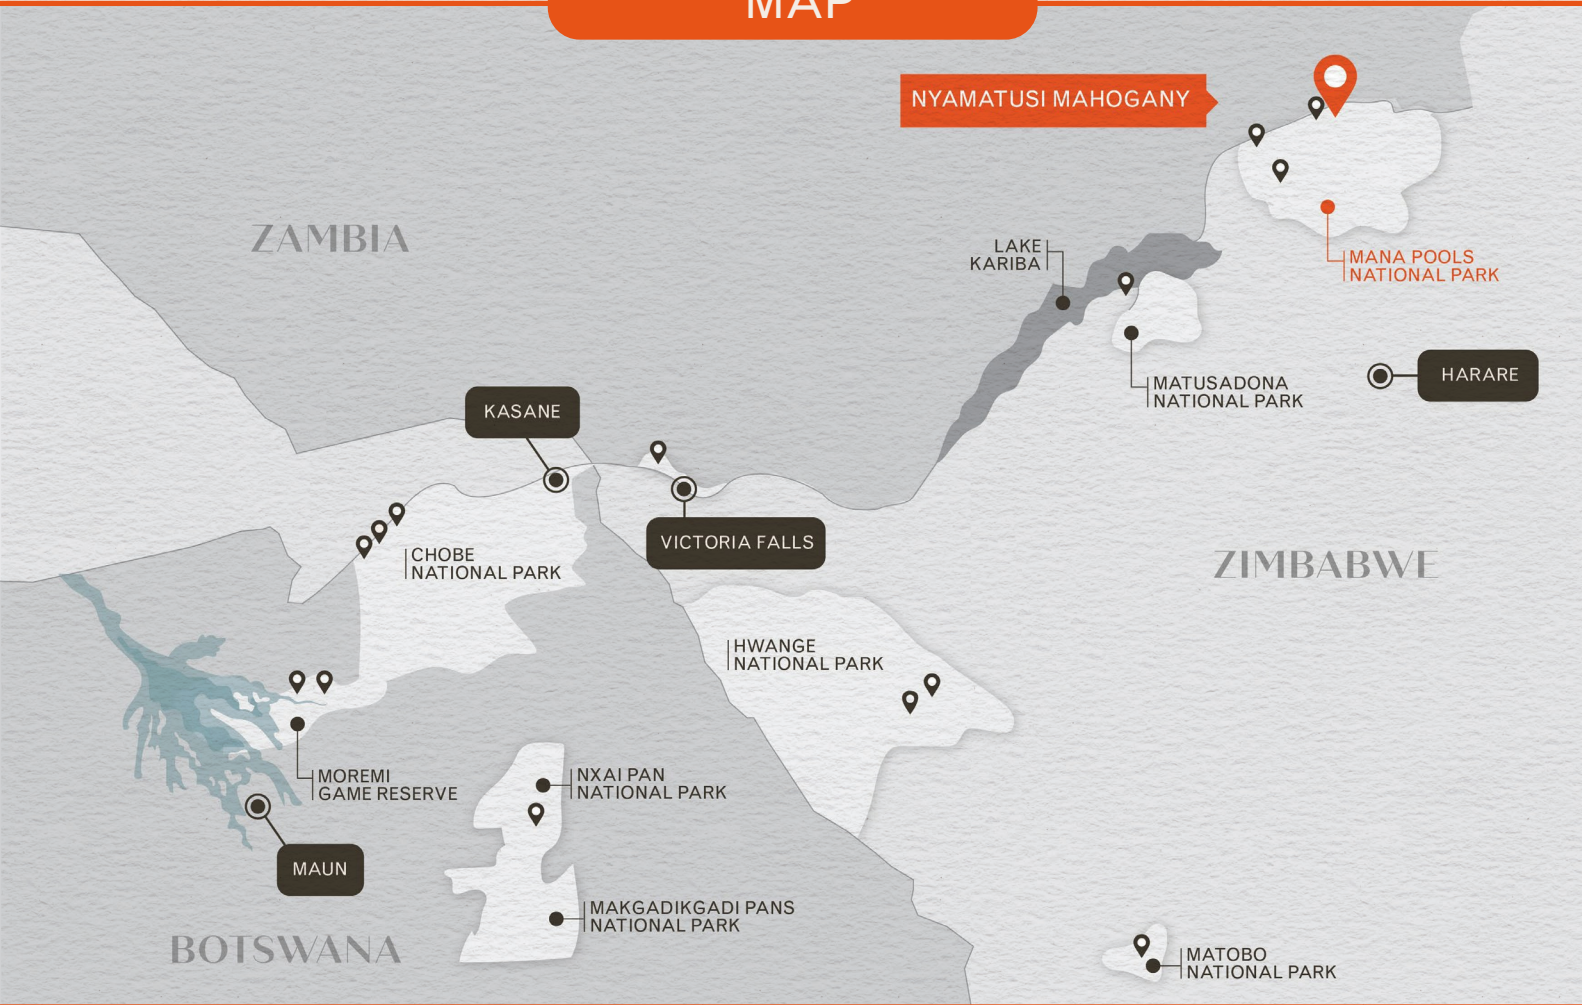 MAP
NYAMATUSI MAHOGANY
ZAMBIA
LAKE
KARIBA
MANA POOLS
NATIONAL PARK
HARARE
MATUSADONA
NATIONAL PARK
KASANE
VICTORIA FALLS
CHOBE
NATIONAL PARK
ZIMBABWE
HWANGE
NATIONAL PARK
MOREMI
GAME RESERVE
NXAI PAN
NATIONAL PARK
MAUN
MAKGADIKGADI PANS
NATIONAL PARK
BOTSWANA
MATOBO
NATIONAL PARK